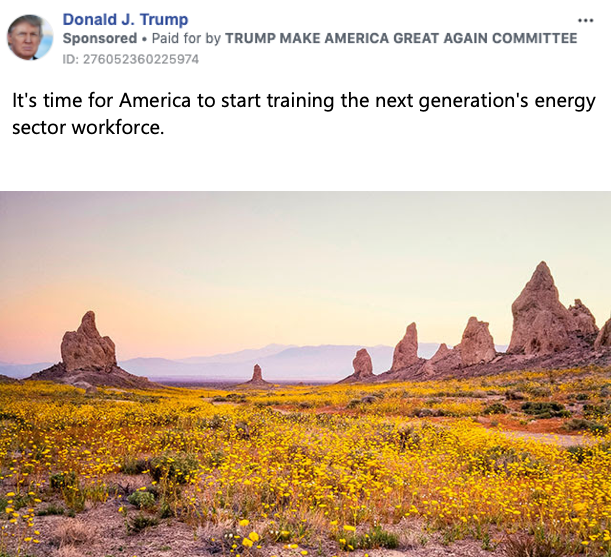 Donald J. Trump
Sponsored • Paid for by TRUMP MAKE AMERICA GREAT AGAIN COMMITTEE
ID: 276052360225974
It's time for America to start training the next generation's energy
sector workforce.